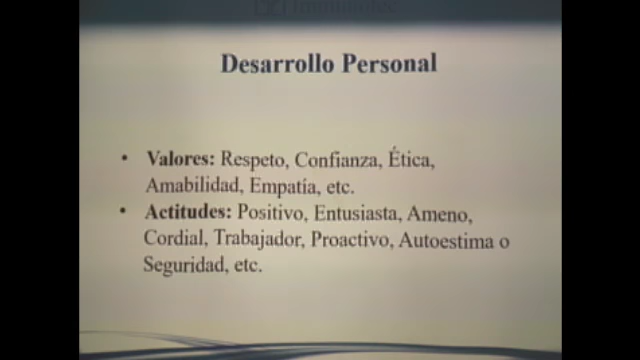 Desarrollo Personal
• Valores: Respeto, Confianza, Ética,
Amabilidad, Empatía, etc.
• Actitudes: Positivo, Entusiasta, Ameno,
Cordial, Trabajador, Proactivo, Autoestima o
Seguridad, etc.